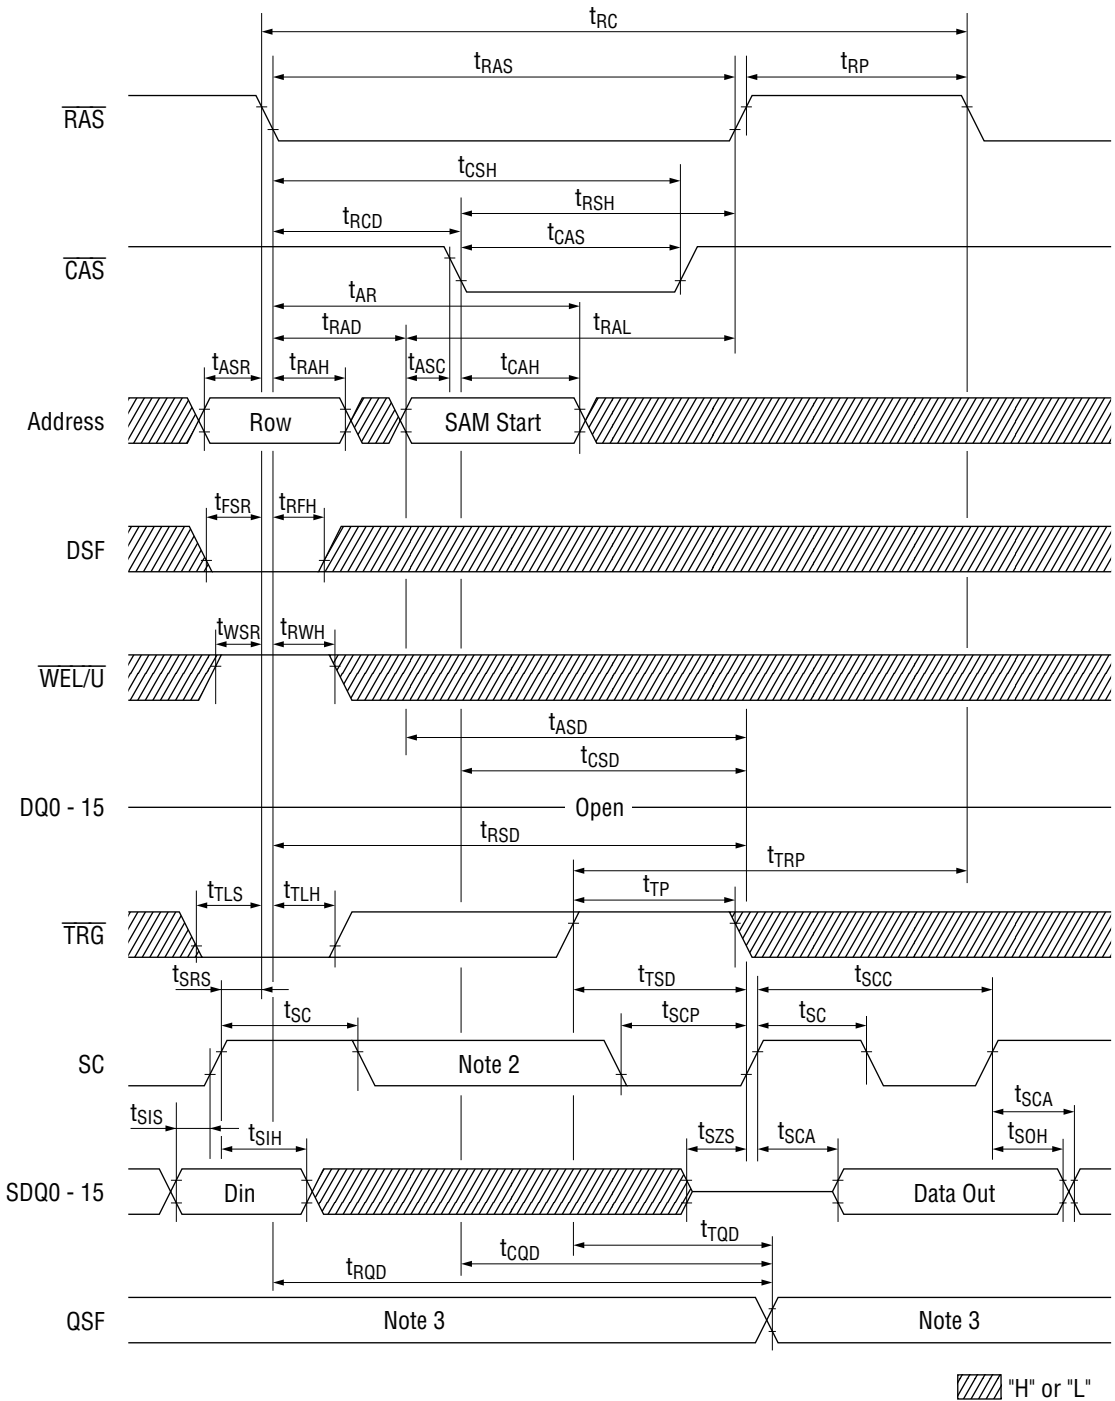 tRC
tRAS
tRP
RAS
tCSH
tRSH
tRCD
tCAS
CAS
tAR
tRAD
tRAL
tASR
tRAH
tASC
tCAH
Address
Row
SAM Start
tFSR
tRFH
DSF
tWSR
tRWH
WEL/U
tASD
tCSD
DQ0 - 15
Open
tRSD
tTRP
tTLS
tTLH
tTP
TRG
tSRS
tTSD
tSCC
tSC
tSCP
tSC
SC
Note 2
tSIS
tSIH
tSZS
tSCA
tSCA
tSOH
SDQ0 - 15
Din
Data Out
tTQD
tCQD
tRQD
QSF
Note 3
Note 3
"H" or "L"